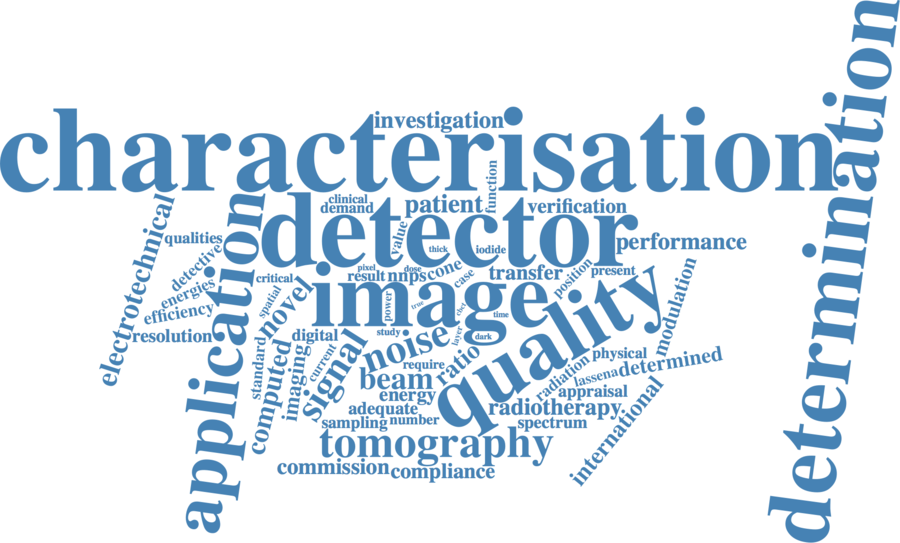 investigation
characterisation
determination
function
clinical
demand
patient
verification
detector
electrotechnical
qualities
application
value
thick
iodide
performance
detective
energies
efficiency
resolution
critical
spatial
novel
pixel
result
dose
nnps
cone
case
transfer
position
present
modulation
image
power
true
cbct
time
quality
study
layer
dark
digital
standard
computed
imaging
current
signal
noise
require
ratio
beam
energy
radiation
physical
lassena
determined
appraisal
adequate
sampling
number
radiotherapy
spectrum
international
tomography
commission
compliance